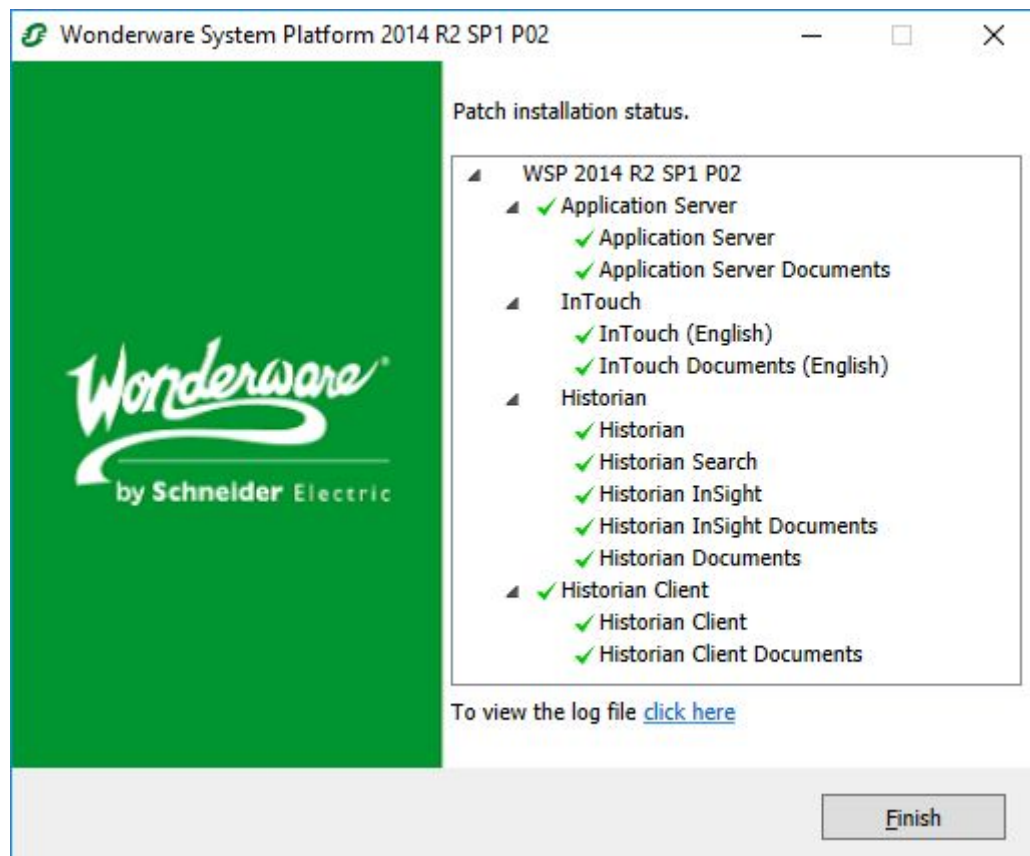 Wonderware System Platform 2014 R2 SP1 P02
Patch installation status.
WSP 2014 R2 SP1 P02
Application Server
Application Server
Application Server Documents
InTouch
InTouch (English)
InTouch Documents (English)
Historian
Historian
Historian Search
Historian InSight
Historian InSight Documents
Historian Documents
Historian Client
Historian Client
Historian Client Documents
To view the log file click here
Wonderware®
by Schneider Electric
Finish